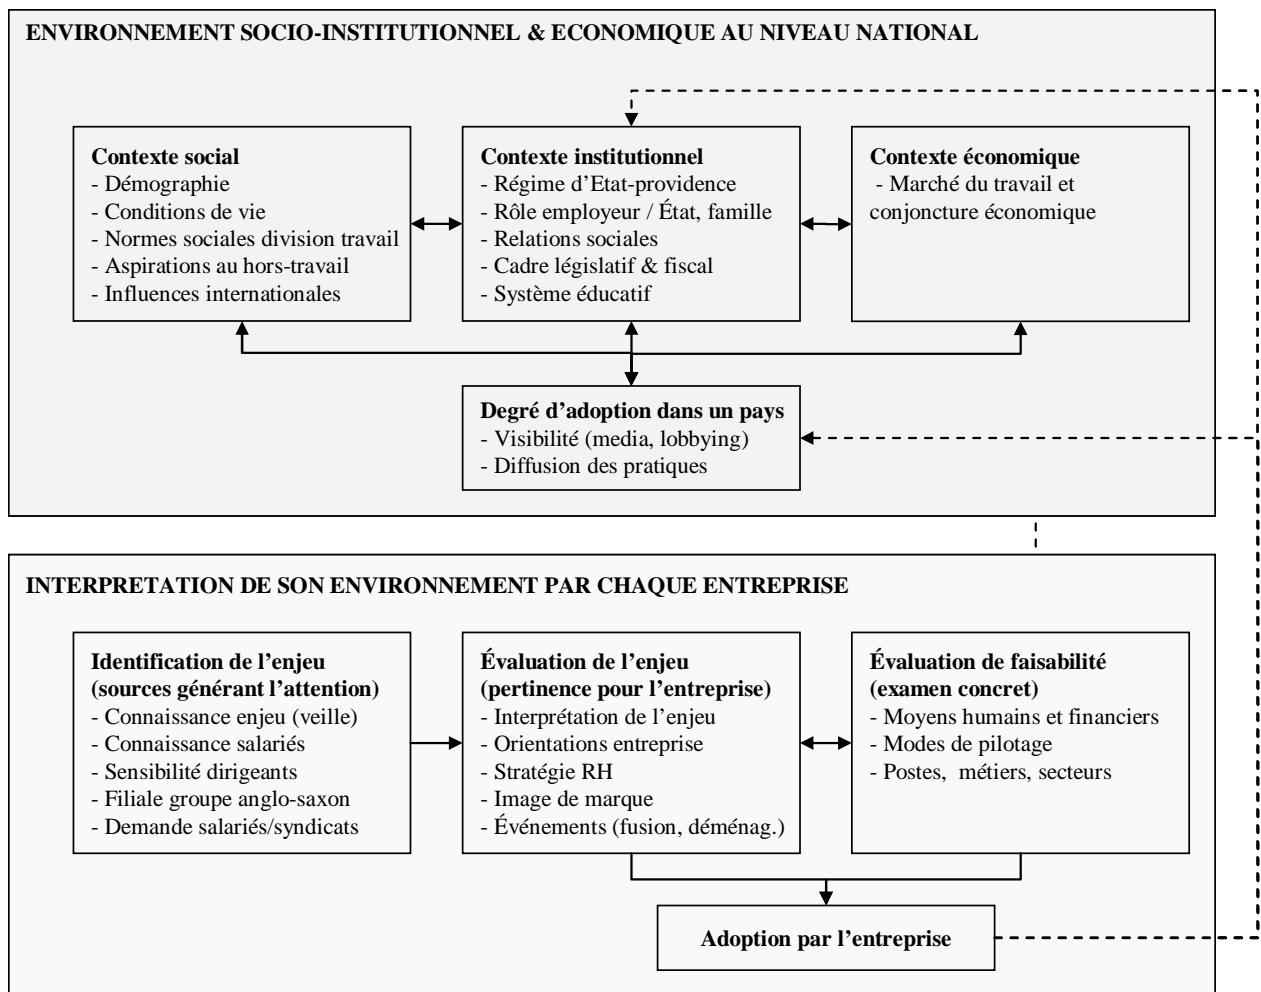 ENVIRONNEMENT SOCIO-INSTITUTIONNEL & ECONOMIQUE AU NIVEAU NATIONAL
Contexte social
- Démographie
- Conditions de vie
- Normes sociales division travail
- Aspirations au hors-travail
- Influences internationales
Contexte institutionnel
- Régime d’Etat-providence
- Rôle employeur / État, famille
- Relations sociales
- Cadre législatif & fiscal
- Système éducatif
Contexte économique
- Marché du travail et
conjoncture économique
Degré d’adoption dans un pays
- Visibilité (media, lobbying)
- Diffusion des pratiques
INTERPRETATION DE SON ENVIRONNEMENT PAR CHAQUE ENTREPRISE
Identification de l’enjeu
(sources générant l’attention)
- Connaissance enjeu (veille)
- Connaissance salariés
- Sensibilité dirigeants
- Filiale groupe anglo-saxon
- Demande salariés/syndicats
Évaluation de l’enjeu
(pertinence pour l’entreprise)
- Interprétation de l’enjeu
- Orientations entreprise
- Stratégie RH
- Image de marque
- Événements (fusion, déménag.)
Évaluation de faisabilité
(examen concret)
- Moyens humains et financiers
- Modes de pilotage
- Postes, métiers, secteurs
Adoption par l’entreprise